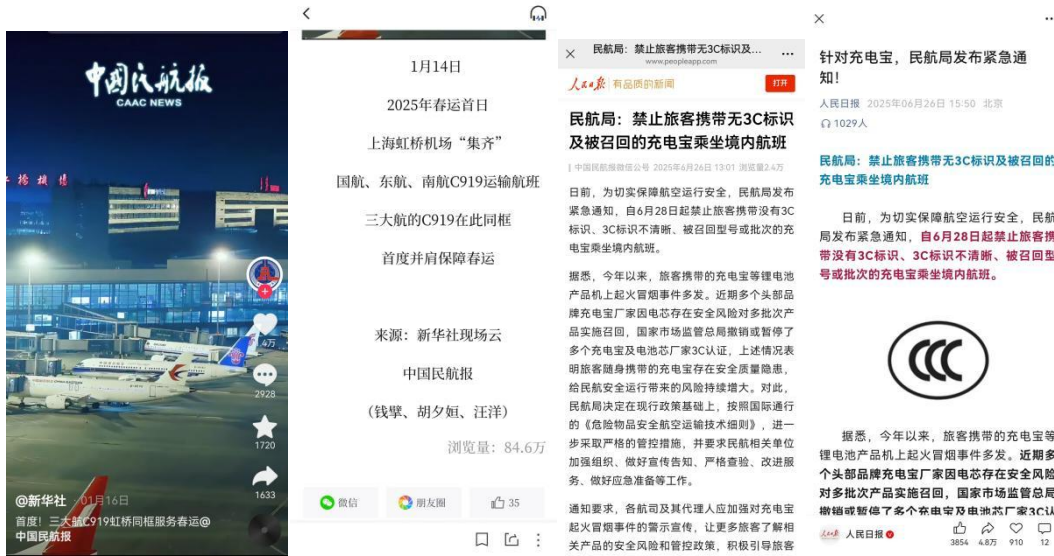 中国民航报
CAAC NEWS
.4万
2928
1720
1633
@新华社 · 01月16日
首度！三大航C919虹桥同框服务春运@
中国民航报
1月14日
2025年春运首日
上海虹桥机场“集齐”
国航、东航、南航C919运输航班
三大航的C919在此同框
首度并肩保障春运
来源：新华社现场云
中国民航报
（钱擘、胡夕姮、汪洋）
浏览量：84.6万
微信
朋友圈
35
民航局：禁止旅客携带无3C标识及...
www.peopleapp.com
人民日报 有品质的新闻
打开
民航局：禁止旅客携带无3C标识
及被召回的充电宝乘坐境内航班
中国民航报微信公号 2025年6月26日 13:01 浏览量2.4万
日前，为切实保障航空运行安全，民航局发布
紧急通知，自6月28日起禁止旅客携带没有3C
标识、3C标识不清晰、被召回型号或批次的充
电宝乘坐境内航班。
据悉，今年以来，旅客携带的充电宝等锂电池
产品机上起火冒烟事件多发。近期多个头部品
牌充电宝厂家因电芯存在安全风险对多批次产
品实施召回，国家市场监管总局撤销或暂停了
多个充电宝及电池芯厂家3C认证，上述情况表
明旅客随身携带的充电宝存在安全质量隐患，
给民航安全运行带来的风险持续增大。对此，
民航局决定在现行政策基础上，按照国际通行
的《危险物品安全航空运输技术细则》，进一
步采取严格的管控措施，并要求民航相关单位
加强组织、做好宣传告知、严格查验、改进服
务、做好应急准备等工作。
通知要求，各航司及其代理人应加强对充电宝
起火冒烟事件的警示宣传，让更多旅客了解相
关产品的安全风险和管控政策，积极引导旅客
针对充电宝，民航局发布紧急通
知！
人民日报 2025年06月26日 15:50 北京
1029人
民航局：禁止旅客携带无3C标识及被召回的
充电宝乘坐境内航班
日前，为切实保障航空运行安全，民航
局发布紧急通知，自6月28日起禁止旅客携
带没有3C标识、3C标识不清晰、被召回型
号或批次的充电宝乘坐境内航班。
CCC
据悉，今年以来，旅客携带的充电宝等
锂电池产品机上起火冒烟事件多发。近期多
个头部品牌充电宝厂家因电芯存在安全风险
对多批次产品实施召回，国家市场监管总局
撤销或暂停了多个充电宝及电池芯厂家3C认
人民日报
3854
4.8万
910
12